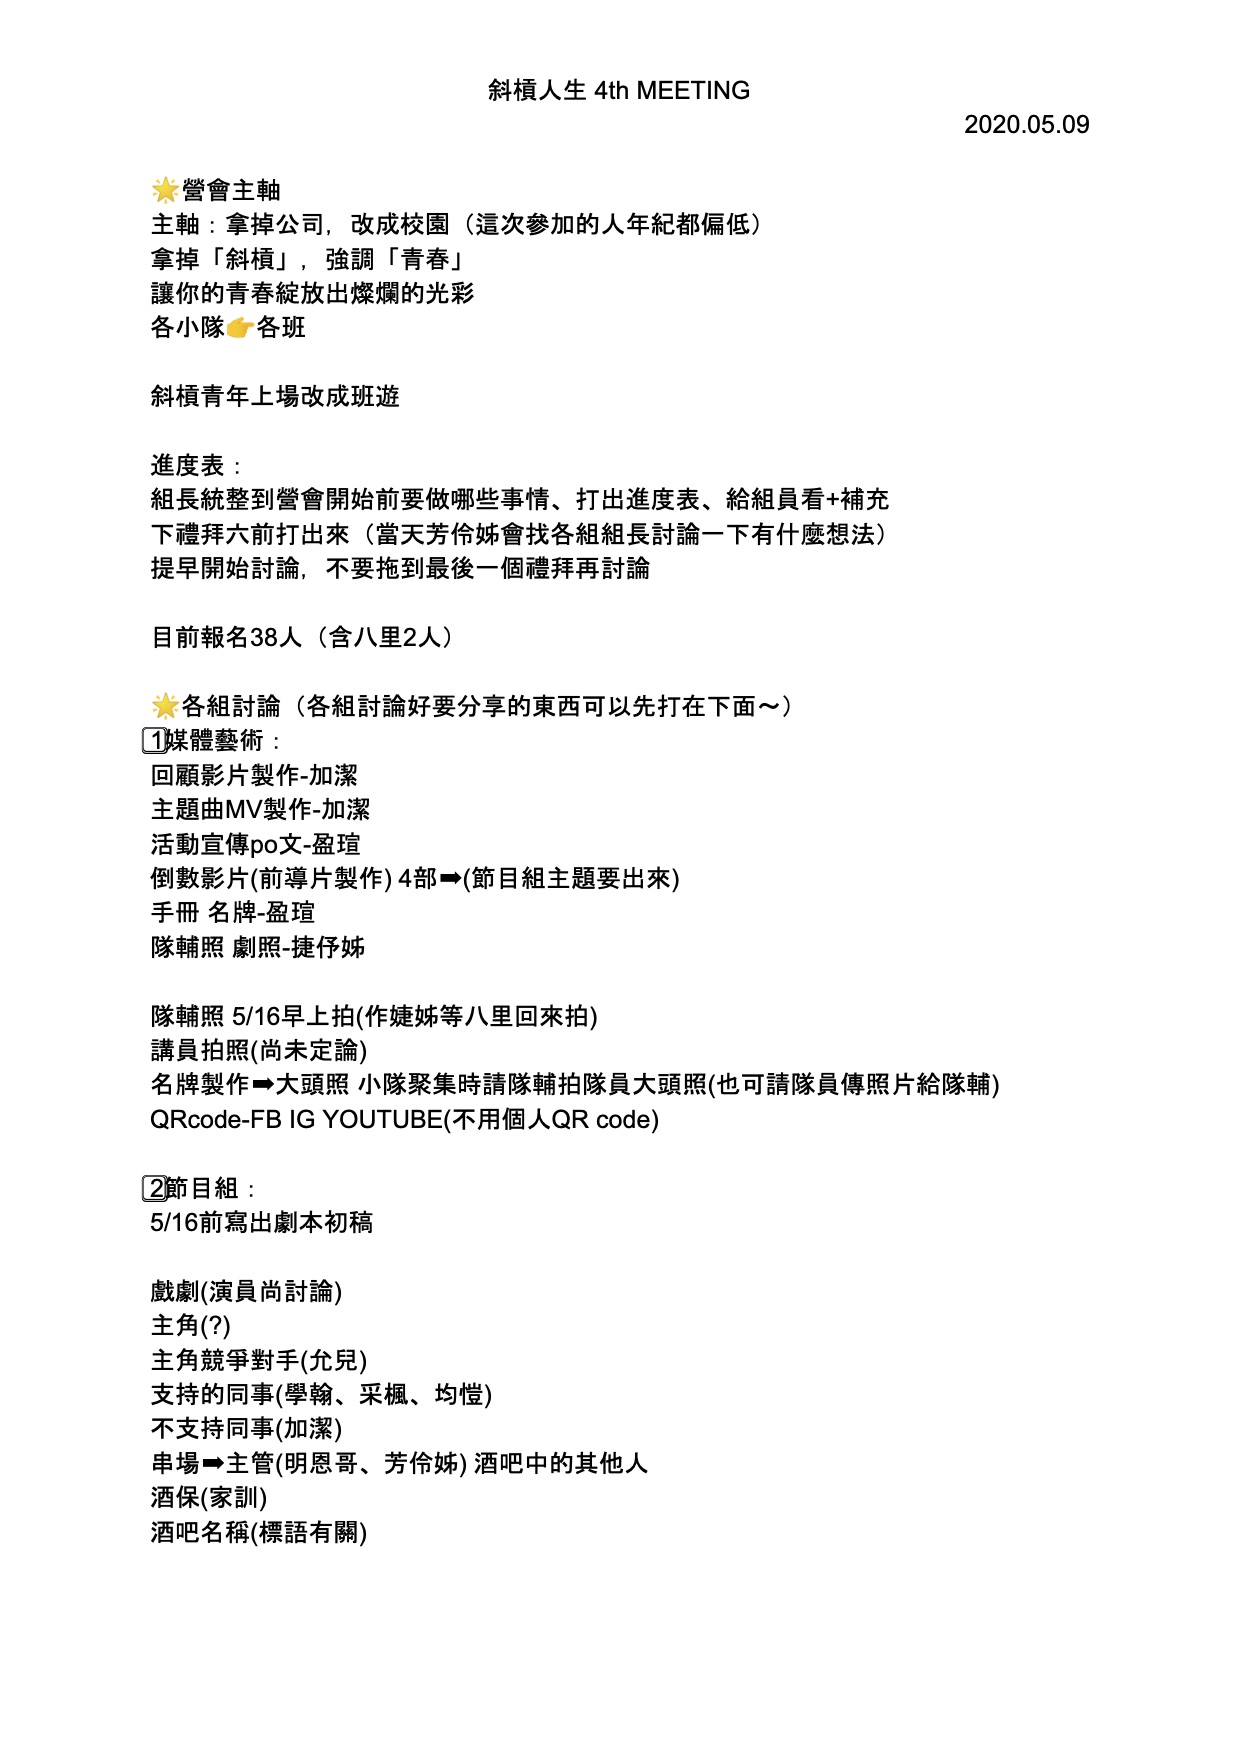 斜槓人生 4th MEETING
2020.05.09
🌟營會主軸
主軸：拿掉公司，改成校園（這次參加的人年紀都偏低）
拿掉「斜槓」，強調「青春」
讓你的青春綻放出燦爛的光彩
各小隊👉各班
斜槓青年上場改成班遊
進度表：
組長統整到營會開始前要做哪些事情、打出進度表、給組員看+補充
下禮拜六前打出來（當天芳伶姊會找各組組長討論一下有什麼想法）
提早開始討論，不要拖到最後一個禮拜再討論
目前報名38人（含八里2人）
🌟各組討論（各組討論好要分享的東西可以先打在下面～）
1️⃣媒體藝術：
回顧影片製作-加潔
主題曲MV製作-加潔
活動宣傳po文-盈瑄
倒數影片(前導片製作) 4部➡(節目組主題要出來)
手冊 名牌-盈瑄
隊輔照 劇照-捷伃姊
隊輔照 5/16早上拍(作婕姊等八里回來拍)
講員拍照(尚未定論)
名牌製作➡大頭照 小隊聚集時請隊輔拍隊員大頭照(也可請隊員傳照片給隊輔)
QRcode-FB IG YOUTUBE(不用個人QR code)
2️⃣節目組：
5/16前寫出劇本初稿
戲劇(演員尚討論)
主角(?)
主角競爭對手(允兒)
支持的同事(學翰、采楓、均愷)
不支持同事(加潔)
串場➡主管(明恩哥、芳伶姊) 酒吧中的其他人
酒保(家訓)
酒吧名稱(標語有關)